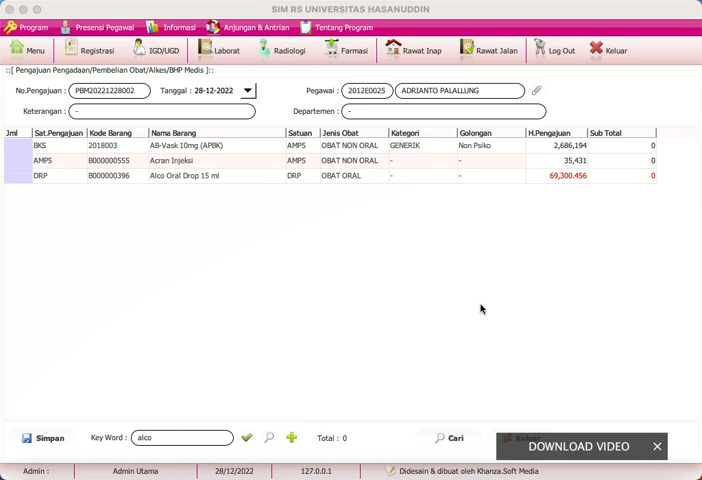 SIM RS UNIVERSITAS HASANUDDIN
Program Presensi Pegawai Informasi Anjungan & Antrian Tentang Program
Menu Registrasi IGD/UGD Laborat Radiologi Farmasi Rawat Inap Rawat Jalan Log Out Keluar
::[ Pengajuan Pengadaan/Pembelian Obat/Alkes/BHP Medis ]::
No.Pengajuan : PBM20221228002 Tanggal : 28-12-2022 Pegawai : 2012E0025 ADRIANTO PALALLUNG
Keterangan : - Departemen : -
Jml Sat.Pengajuan Kode Barang Nama Barang Satuan Jenis Obat Kategori Golongan H.Pengajuan Sub Total
BKS 2018003 AB-Vask 10mg (APBK) AMP5 OBAT NON ORAL GENERIK Non Psiko 2,686,194 0
AMP5 B000000555 Acran Injeksi AMP5 OBAT NON ORAL - - 35,431 0
DRP B000000396 Alco Oral Drop 15 ml DRP OBAT ORAL - - 69,300.456 0
Simpan Key Word : alco Total : 0 Cari Keluar
DOWNLOAD VIDEO
Admin : Admin Utama 28/12/2022 127.0.0.1 Didesain & dibuat oleh Khanza.Soft Media